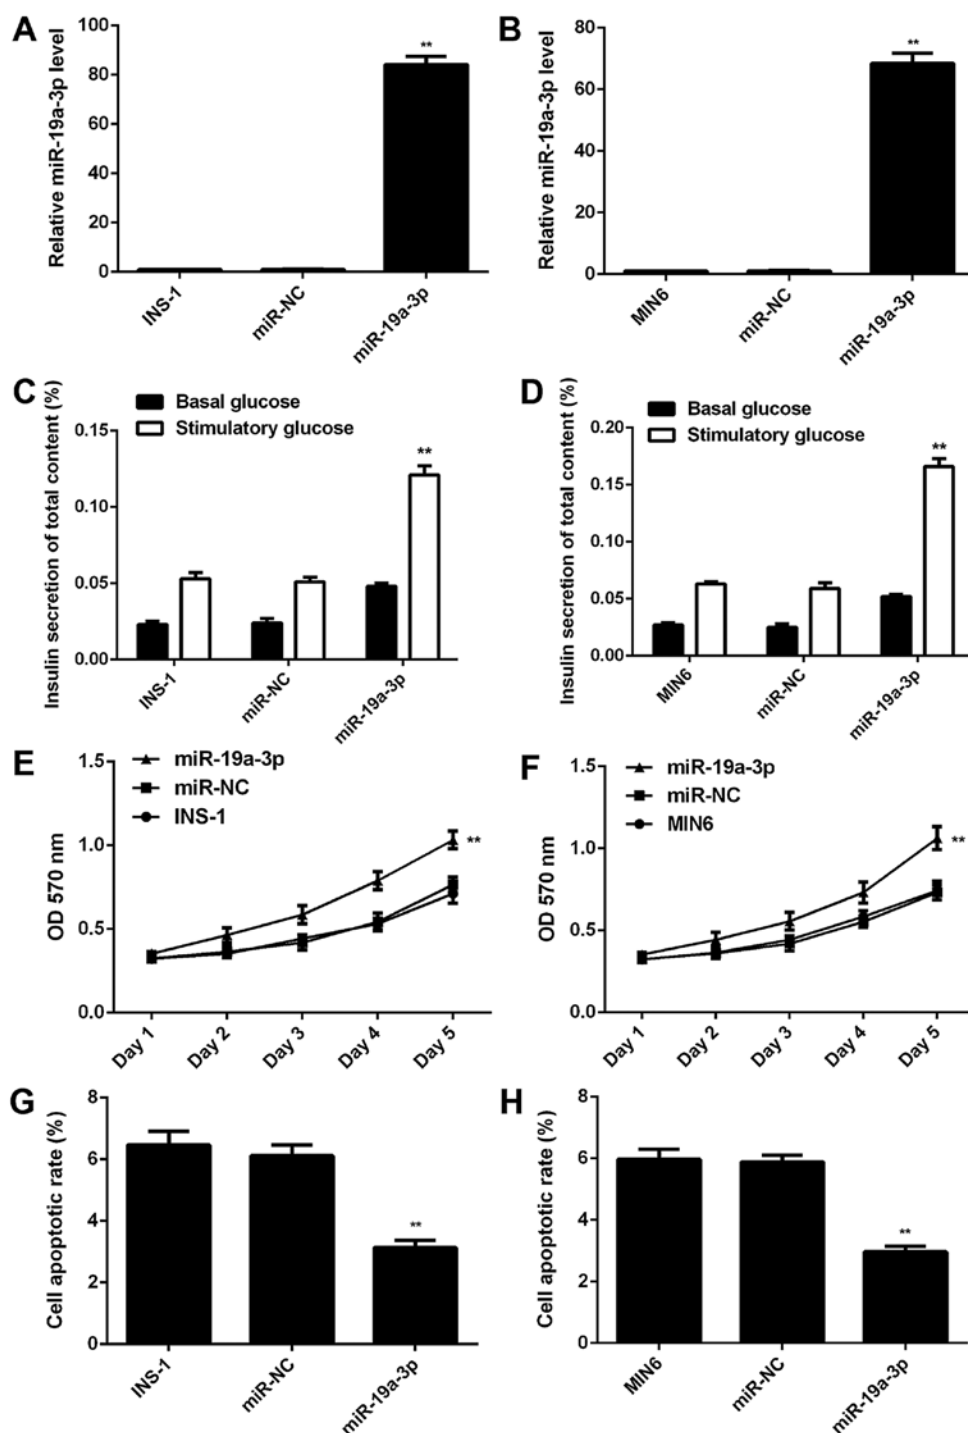 A
Relative miR-19a-3p level
100
80
60
40
20
0
**
INS-1
miR-NC
miR-19a-3p
B
Relative miR-19a-3p level
80
60
40
20
0
**
MIN6
miR-NC
miR-19a-3p
C
Insulin secretion of total content (%)
Basal glucose
Stimulatory glucose
0.15
0.10
0.05
0.00
**
INS-1
miR-NC
miR-19a-3p
D
Insulin secretion of total content (%)
Basal glucose
Stimulatory glucose
0.20
0.15
0.10
0.05
0.00
**
MIN6
miR-NC
miR-19a-3p
E
OD 570 nm
miR-19a-3p
miR-NC
INS-1
1.5
1.0
0.5
0.0
**
Day 1
Day 2
Day 3
Day 4
Day 5
F
OD 570 nm
miR-19a-3p
miR-NC
MIN6
1.5
1.0
0.5
0.0
**
Day 1
Day 2
Day 3
Day 4
Day 5
G
Cell apoptotic rate (%)
8
6
4
2
0
**
INS-1
miR-NC
miR-19a-3p
H
Cell apoptotic rate (%)
8
6
4
2
0
**
MIN6
miR-NC
miR-19a-3p